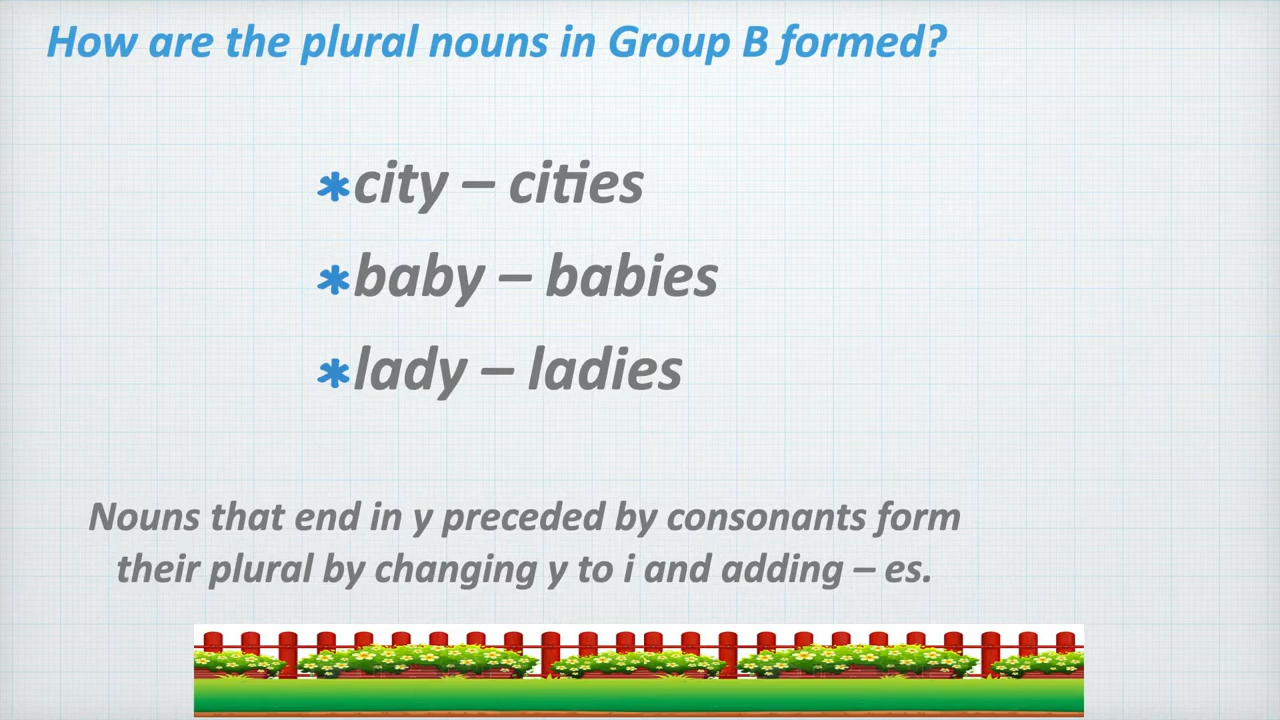 How are the plural nouns in Group B formed?
*city – cities
*baby – babies
*lady – ladies
Nouns that end in y preceded by consonants form
their plural by changing y to i and adding – es.